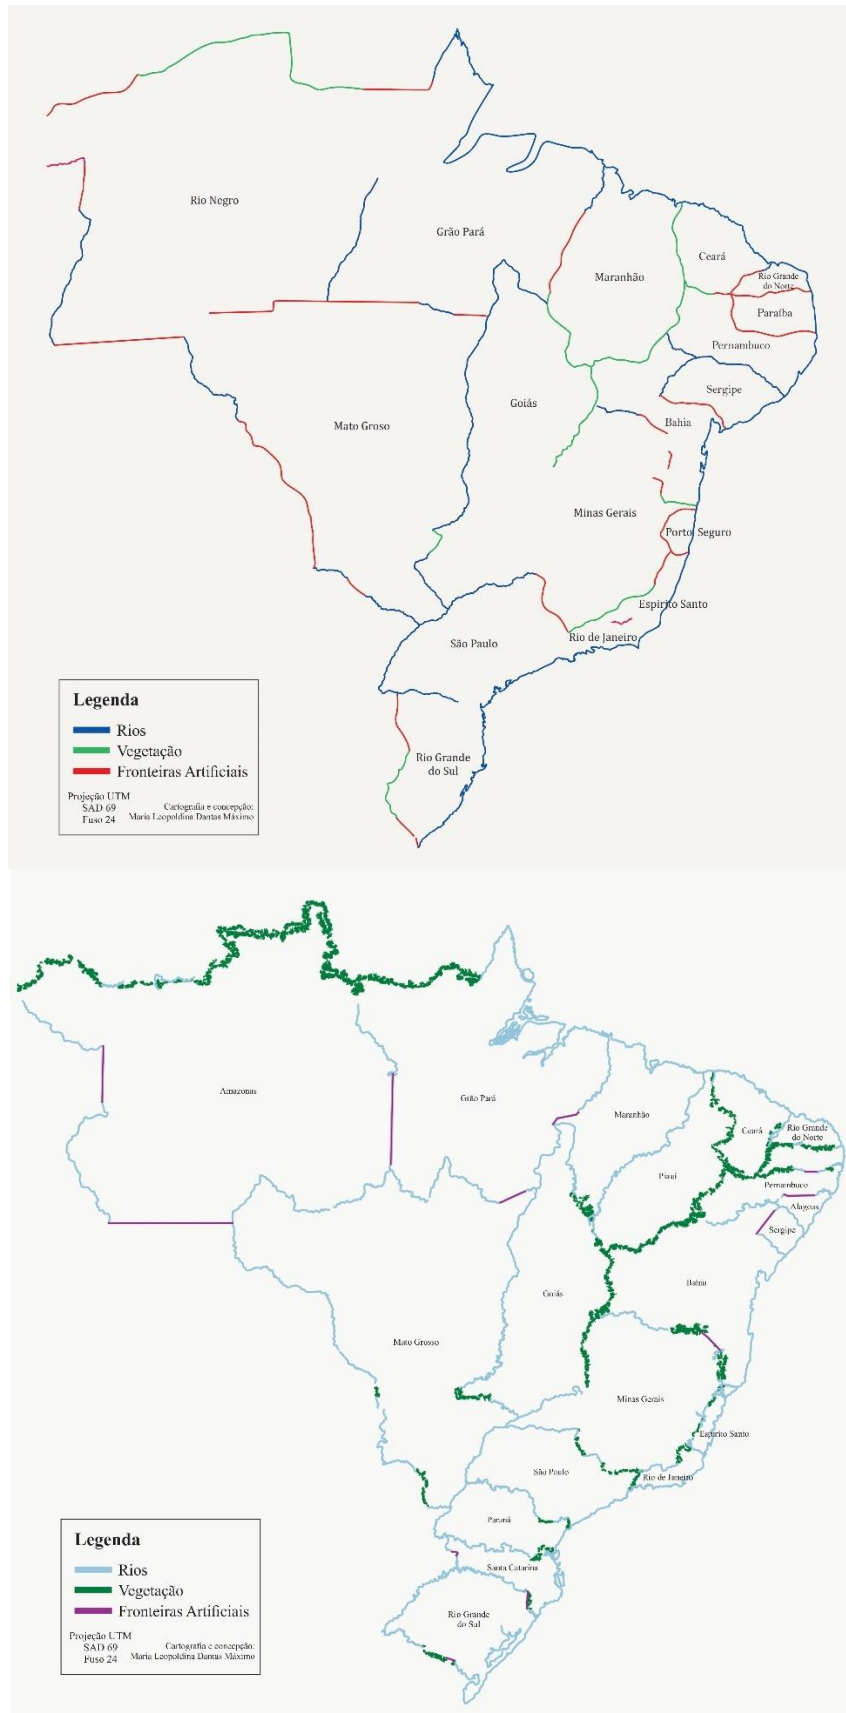 Rio Negro
Grão Pará
Ceará
Maranhão
Rio Grande
do Norte
Paraíba
Pernambuco
Sergipe
Goiás
Bahia
Mato Groso
Minas Gerais
Porto Seguro
Espirito Santo
Rio de Janeiro
São Paulo
Rio Grande
do Sul
Legenda
Rios
Vegetação
Fronteiras Artificiais
Projeção UTM
SAD 69
Fuso 24
Cartografia e concepção:
Maria Leopoldina Dantas Máximo
Amazonas
Grão Pará
Maranhão
Ceará
Rio Grande
do Norte
Piauí
Pernambuco
Alagoas
Sergipe
Bahia
Goiás
Mato Grosso
Minas Gerais
Espirito Santo
São Paulo
Rio de Janeiro
Paraná
Santa Catarina
Rio Grande
do Sul
Legenda
Rios
Vegetação
Fronteiras Artificiais
Projeção UTM
SAD 69
Fuso 24
Cartografia e concepção:
Maria Leopoldina Dantas Máximo